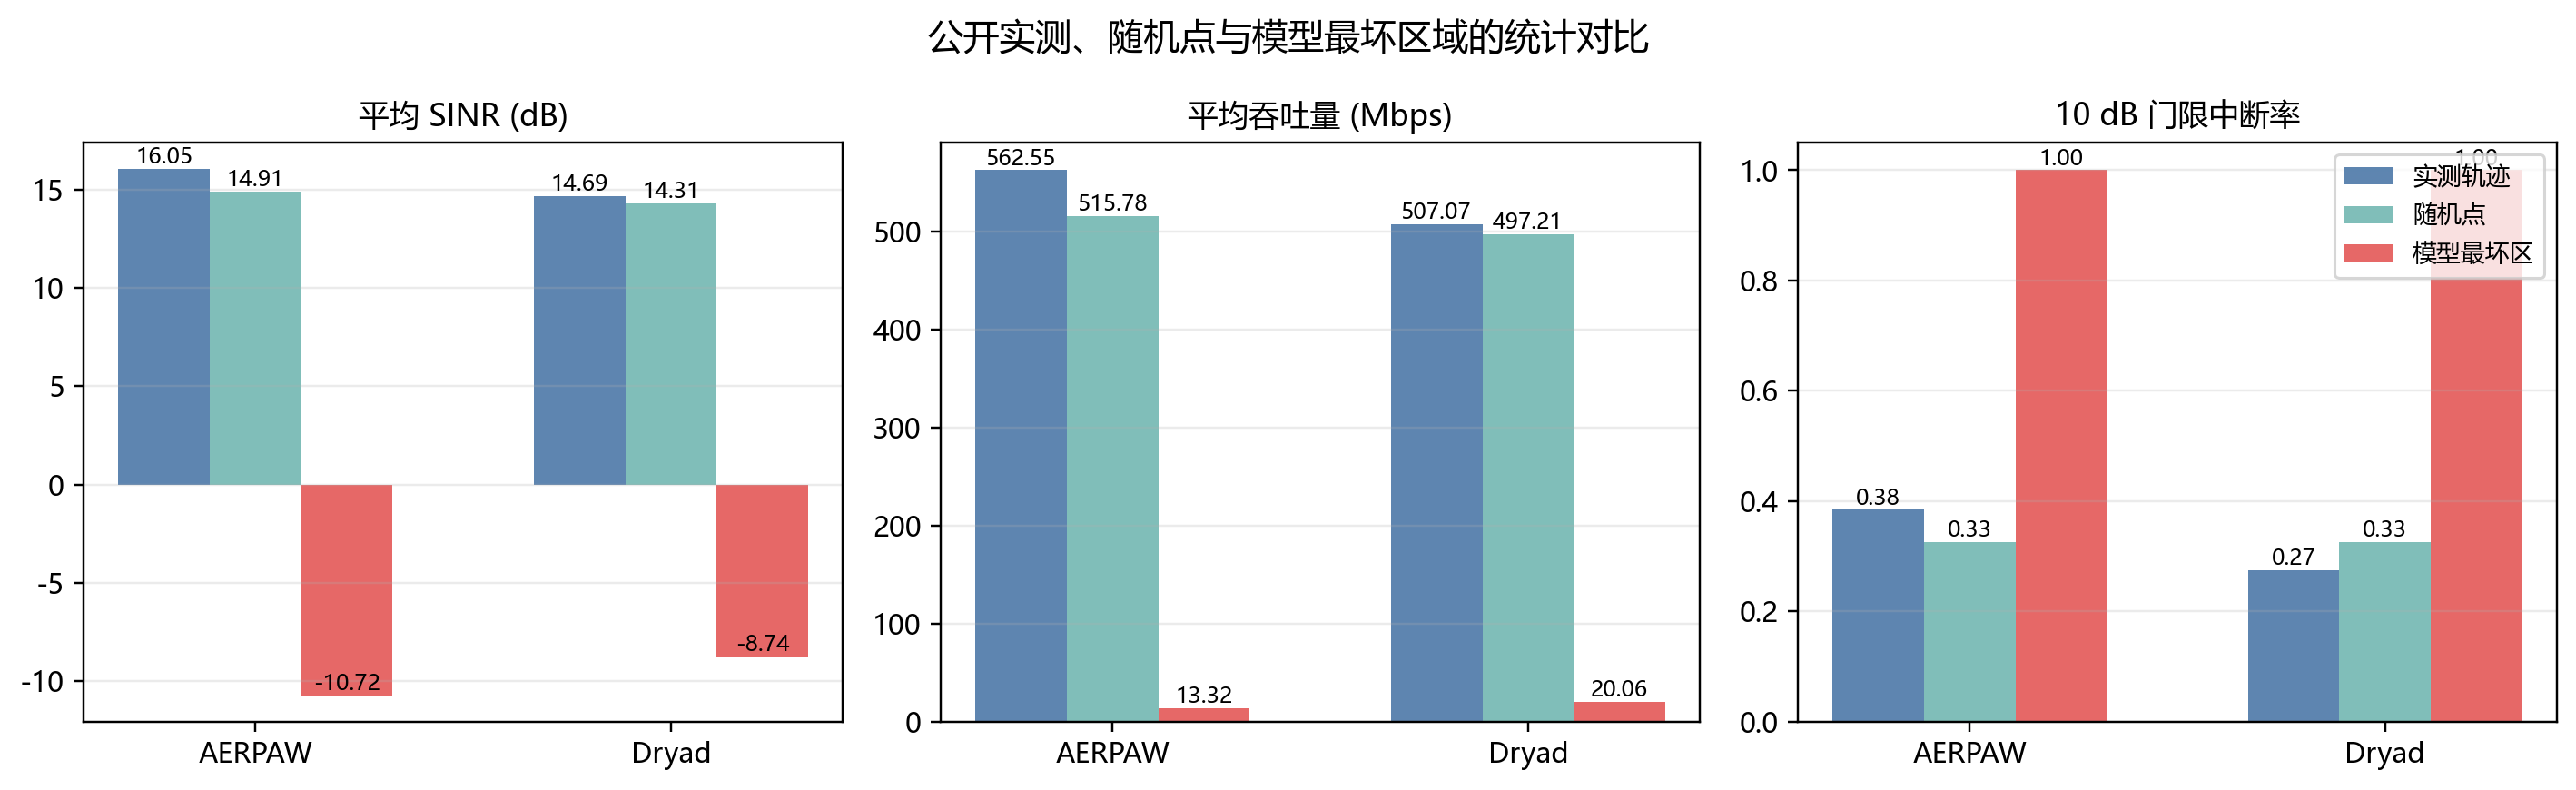 公开实测、随机点与模型最坏区域的统计对比
平均 SINR (dB)
16.05
14.91
-10.72
14.69
14.31
-8.74
15
10
5
0
-5
-10
AERPAW
Dryad
平均吞吐量 (Mbps)
562.55
515.78
13.32
507.07
497.21
20.06
500
400
300
200
100
0
AERPAW
Dryad
10 dB 门限中断率
0.38
0.33
1.00
0.27
0.33
1.00
1.0
0.8
0.6
0.4
0.2
0.0
AERPAW
Dryad
实测轨迹
随机点
模型最坏区